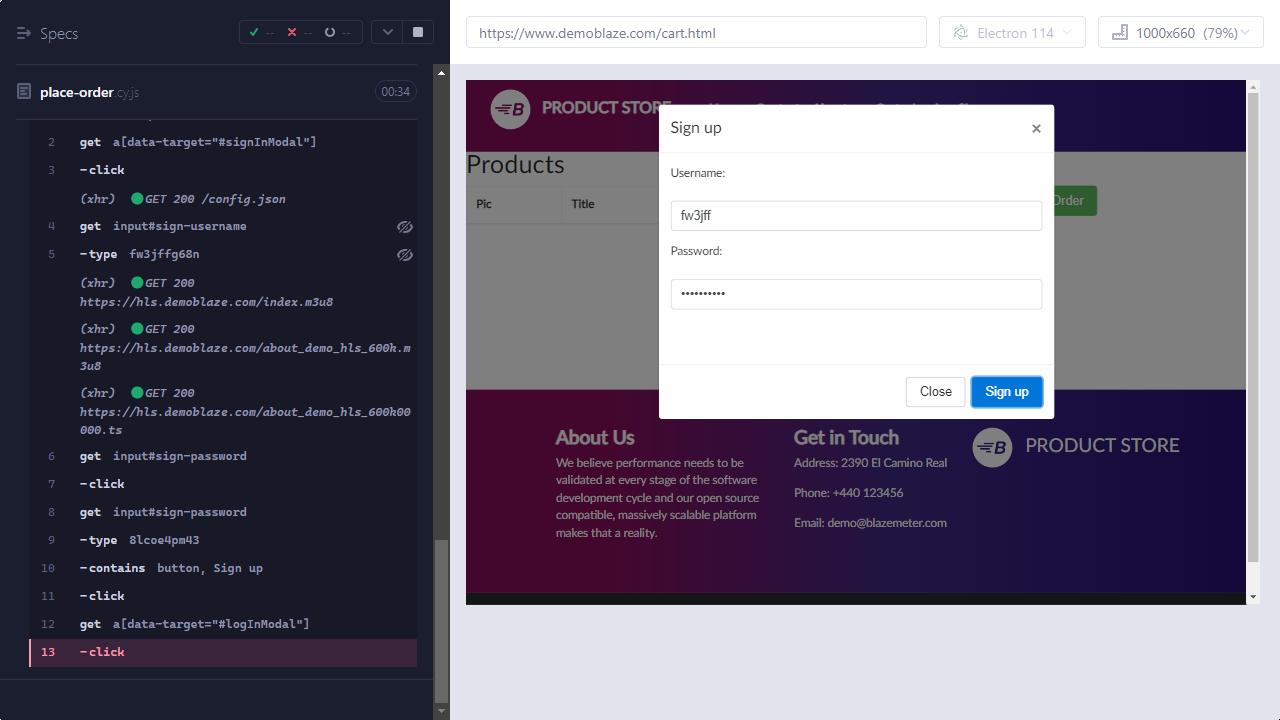 Specs
--
--
--
place-order.cy.js
00:34
2 get a[data-target="#signInModal"]
3 -click
(xhr) GET 200 /config.json
4 get input#sign-username
5 -type fw3jffg68n
(xhr) GET 200
https://hls.demoblaze.com/index.m3u8
(xhr) GET 200
https://hls.demoblaze.com/about_demo_hls_600k.m
3u8
(xhr) GET 200
https://hls.demoblaze.com/about_demo_hls_600k00
000.ts
6 get input#sign-password
7 -click
8 get input#sign-password
9 -type 8lcoe4pm43
10 -contains button, Sign up
11 -click
12 get a[data-target="#logInModal"]
13 -click
https://www.demoblaze.com/cart.html
Electron 114
1000x660 (79%)
PRODUCT STORE
Sign up
×
Products
Username:
Pic
Title
Order
fw3jff
Password:
••••••••••
Close
Sign up
About Us
We believe performance needs to be
validated at every stage of the software
development cycle and our open source
compatible, massively scalable platform
makes that a reality.
Get in Touch
Address: 2390 El Camino Real
Phone: +440 123456
Email: demo@blazemeter.com
PRODUCT STORE